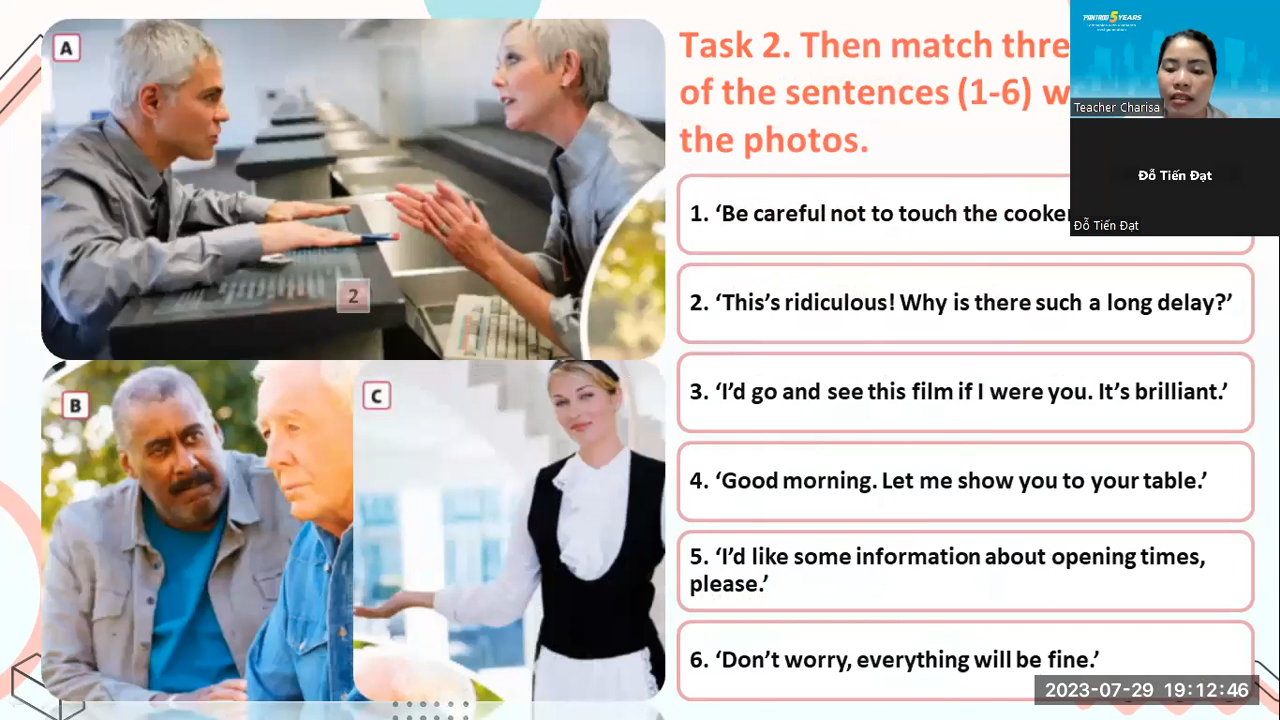 A
2
B
C
Task 2. Then match thre
of the sentences (1-6) w
the photos.
1. ‘Be careful not to touch the cooker
2. ‘This’s ridiculous! Why is there such a long delay?’
3. ‘I’d go and see this film if I were you. It’s brilliant.’
4. ‘Good morning. Let me show you to your table.’
5. ‘I’d like some information about opening times,
please.’
6. ‘Don’t worry, everything will be fine.’
5 YEARS
Teacher Charisa
Đỗ Tiến Đạt
Đỗ Tiến Đạt
2023-07-29 19:12:46